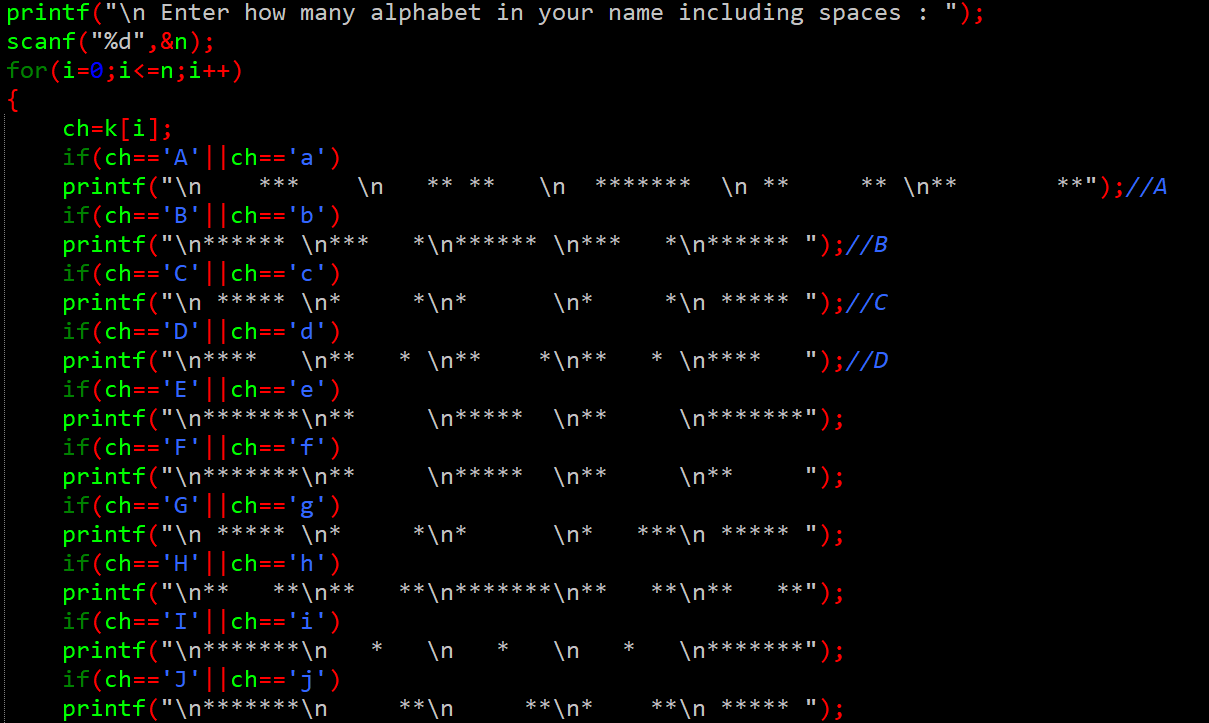 printf("\n Enter how many alphabet in your name including spaces : ");
scanf("%d",&n);
for(i=0;i<=n;i++)
{
    ch=k[i];
    if(ch=='A'||ch=='a')
    printf("\n    ***    \n   ** **   \n  *******  \n **     ** \n**       **");//A
    if(ch=='B'||ch=='b')
    printf("\n****** \n***   *\n****** \n***   *\n****** ");//B
    if(ch=='C'||ch=='c')
    printf("\n ***** \n*     *\n*      \n*     *\n ***** ");//C
    if(ch=='D'||ch=='d')
    printf("\n****   \n**   * \n**    *\n**   * \n****   ");//D
    if(ch=='E'||ch=='e')
    printf("\n*******\n**     \n*****  \n**     \n*******");
    if(ch=='F'||ch=='f')
    printf("\n*******\n**     \n*****  \n**     \n**     ");
    if(ch=='G'||ch=='g')
    printf("\n ***** \n*     *\n*      \n*   ***\n ***** ");
    if(ch=='H'||ch=='h')
    printf("\n**   **\n**   **\n*******\n**   **\n**   **");
    if(ch=='I'||ch=='i')
    printf("\n*******\n   *   \n   *   \n   *   \n*******");
    if(ch=='J'||ch=='j')
    printf("\n*******\n     **\n     **\n*    **\n ***** ");